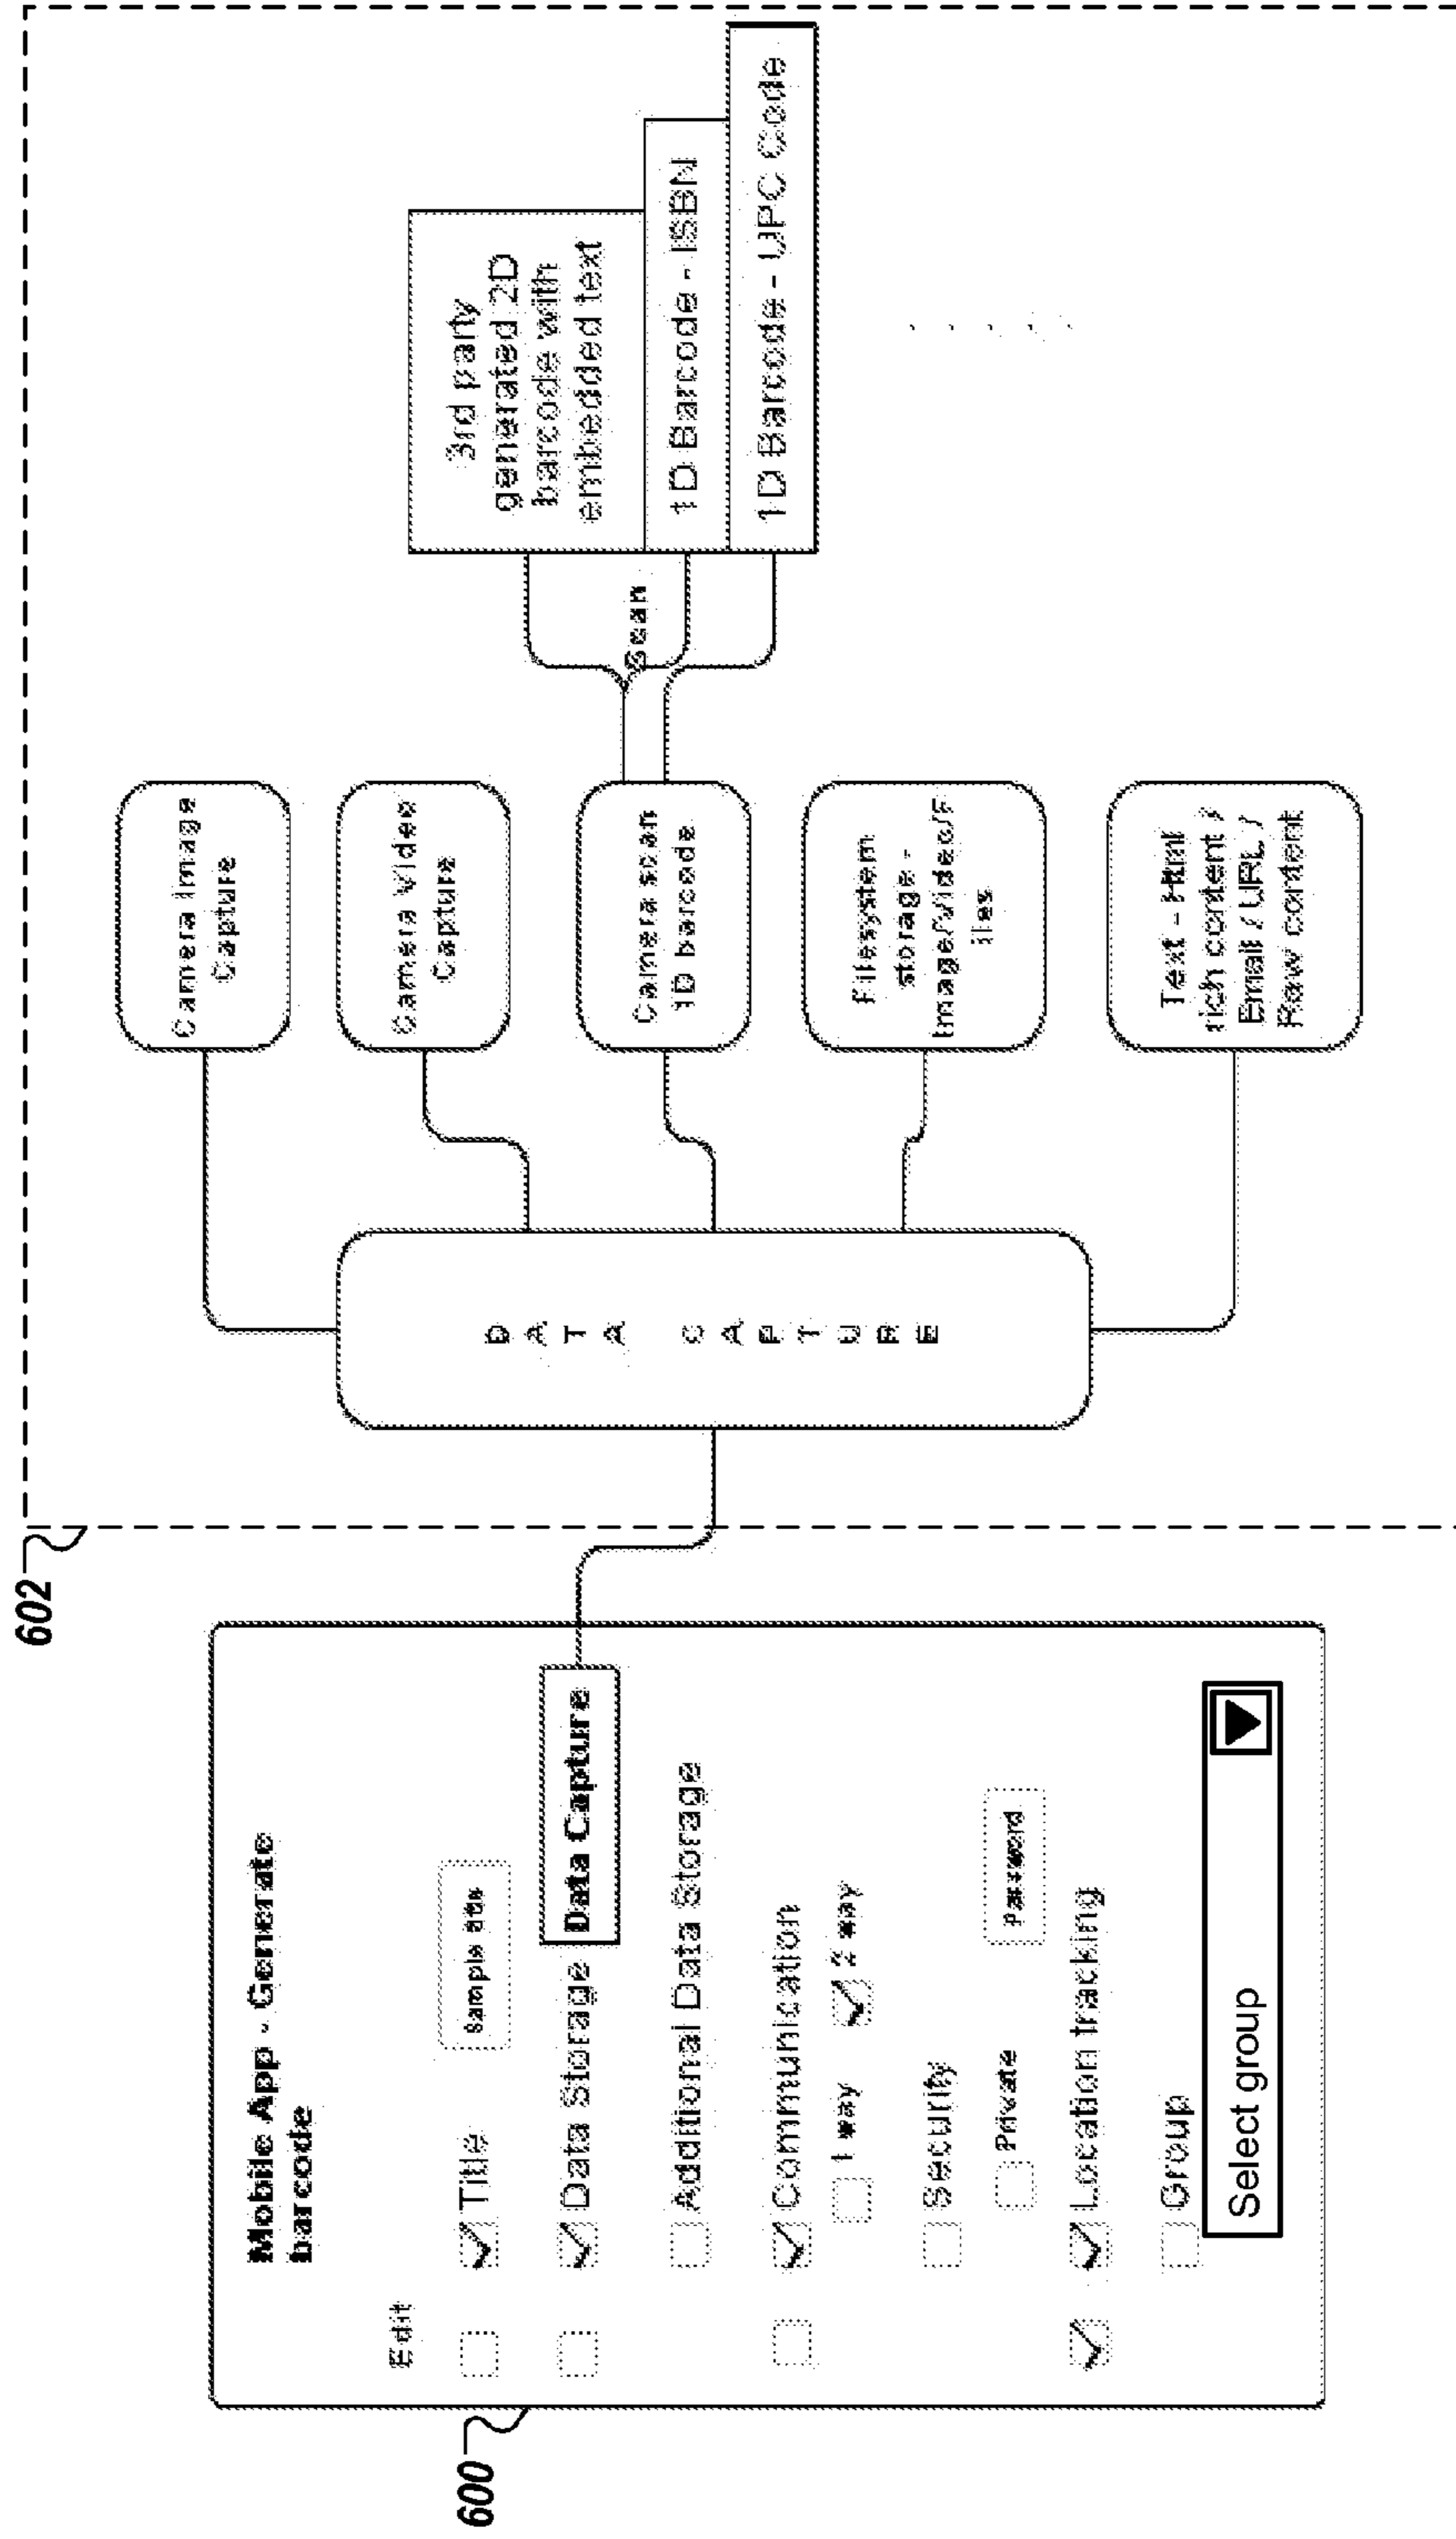 600
Mobile App - Generate
barcode
Edit
Title
Sample
Data Storage
Data Capture
Additional Data Storage
Communication
1 way
2 way
Security
Private
Password
Location tracking
Group
Select group
602
DATA CAPTURE
Camera Image
Capture
Camera Video
Capture
Camera scan
1D barcode
Filesystem
storage -
Image/Video/F
iles
Text - Html
rich content /
Email / URL /
Raw content
Scan
3rd party
generated 2D
barcode with
embedded text
1D Barcode - ISBN
1D Barcode - UPC Code